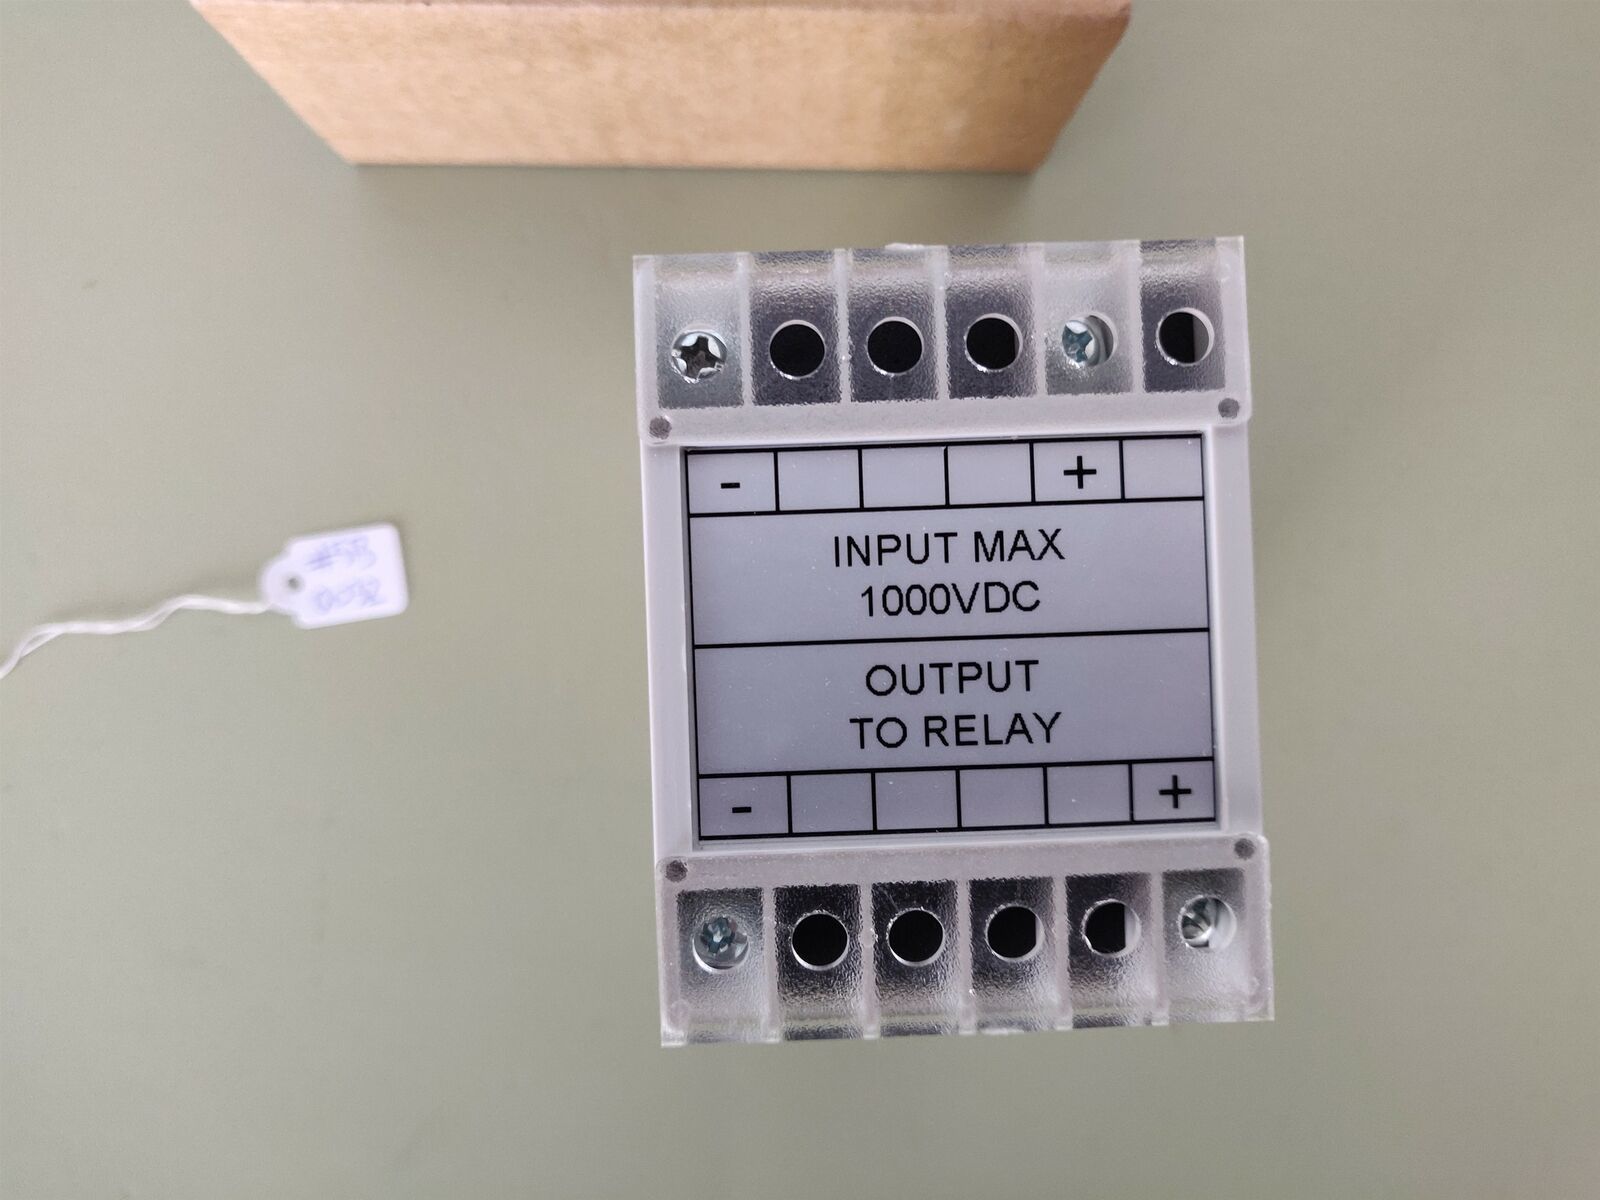 - +
INPUT MAX
1000VDC
OUTPUT
TO RELAY
- +